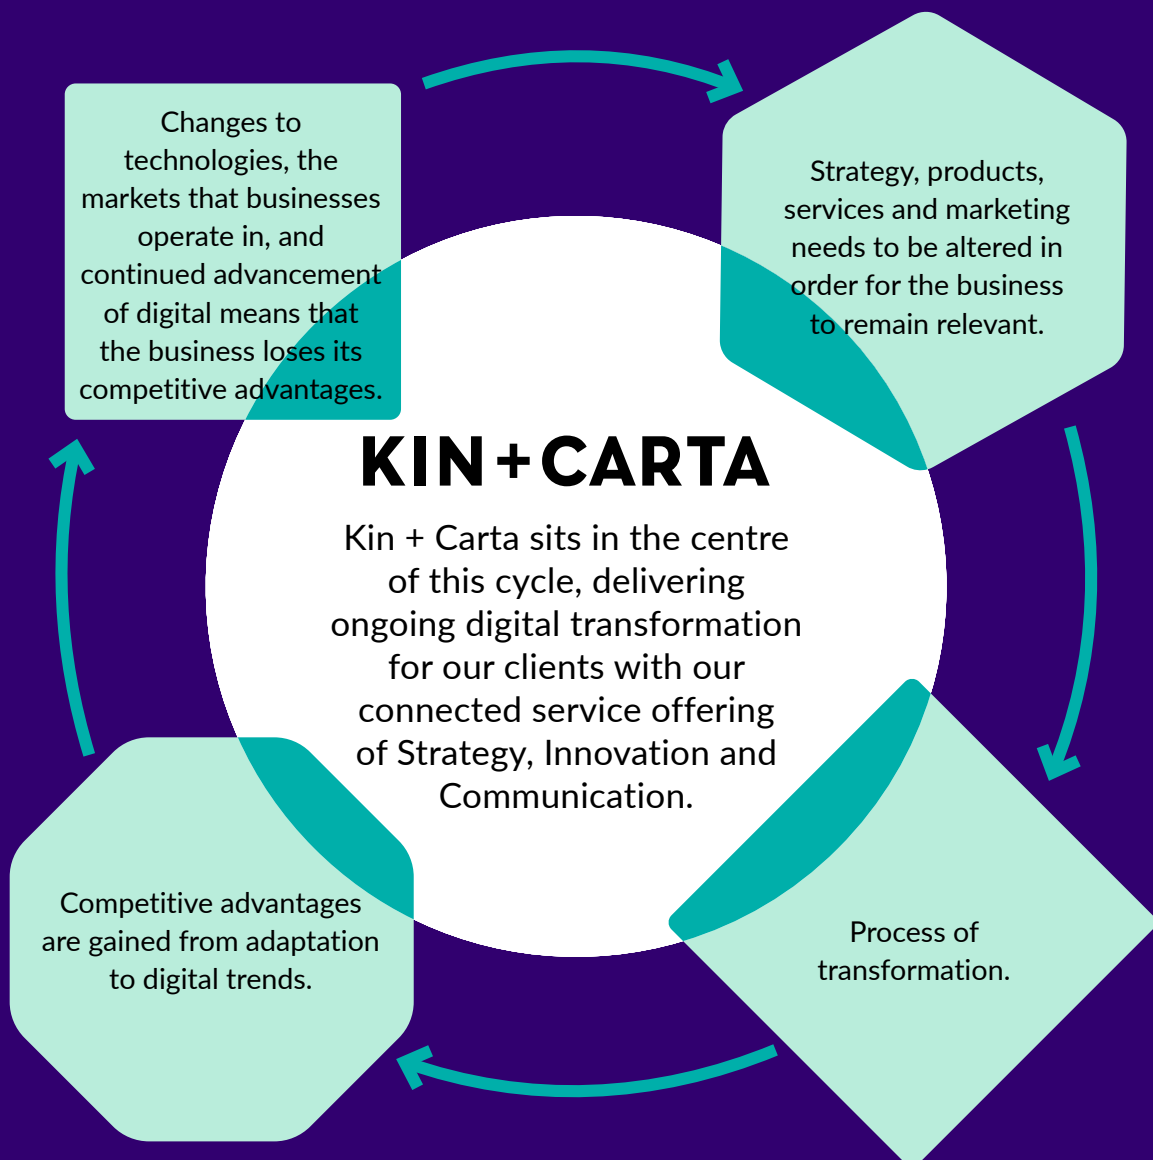 Changes to
technologies, the
markets that businesses
operate in, and
continued advancement
of digital means that
the business loses its
competitive advantages.
Strategy, products,
services and marketing
needs to be altered in
order for the business
to remain relevant.
KIN+CARTA
Kin + Carta sits in the centre
of this cycle, delivering
ongoing digital transformation
for our clients with our
connected service offering
of Strategy, Innovation and
Communication.
Process of
transformation.
Competitive advantages
are gained from adaptation
to digital trends.